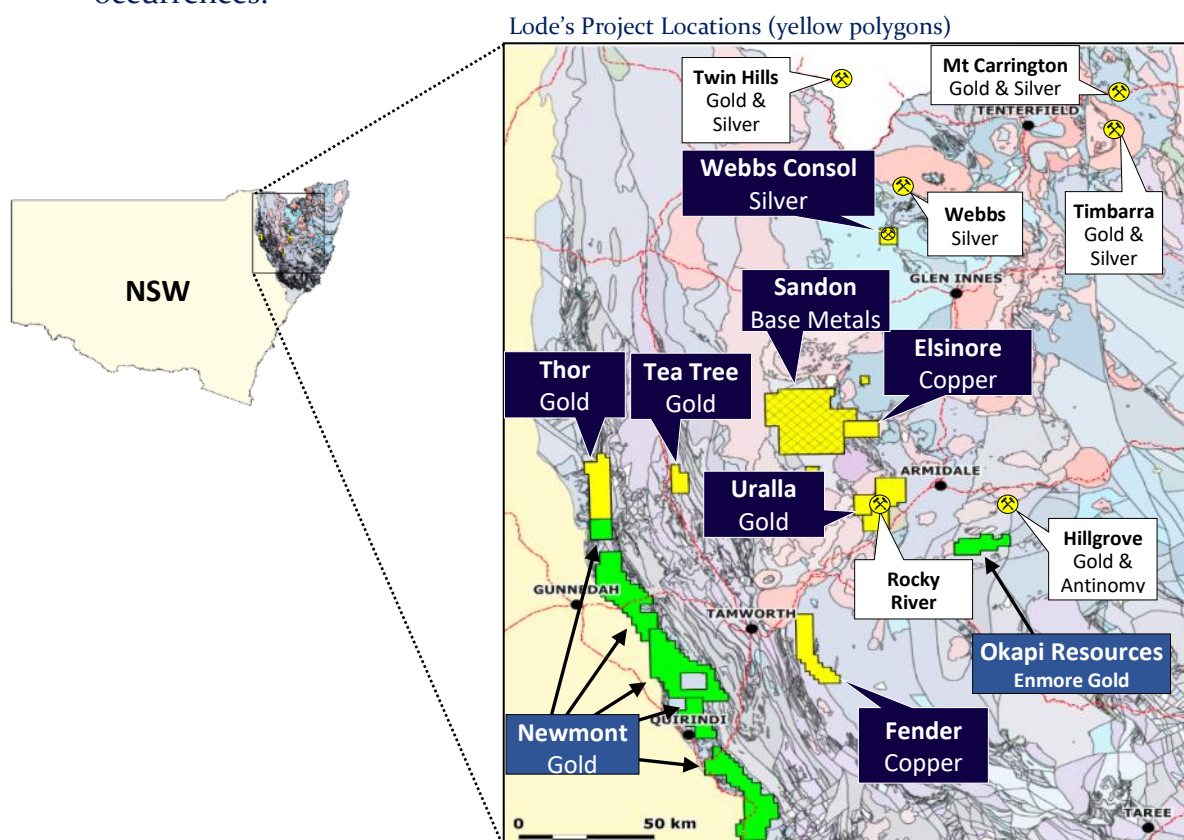 occurrences.
Lode's Project Locations (yellow polygons)
Twin Hills
Gold &
Silver
Mt Carrington
Gold & Silver
TENTERFIELD
Webbs Consol
Silver
Webbs
Silver
Timbarra
Gold &
Silver
GLEN INNES
NSW
Sandon
Base Metals
Elsinore
Copper
Thor
Gold
Tea Tree
Gold
ARMIDALE
Uralla
Gold
Hillgrove
Gold &
Antinomy
Rocky
River
GUNNEDAH
TAMWORTH
Okapi Resources
Enmore Gold
Newmont
Gold
QUIRINDI
Fender
Copper
TAREE
0 50 km